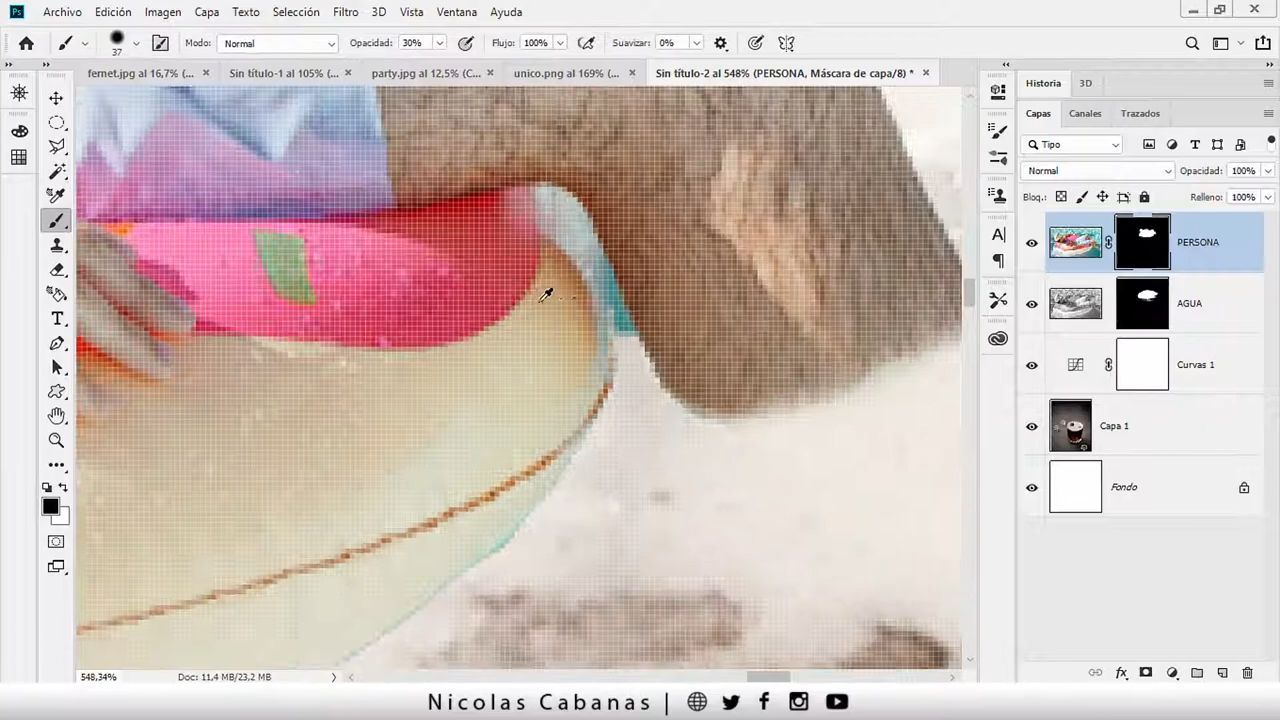 Ps Archivo Edición Imagen Capa Texto Selección Filtro 3D Vista Ventana Ayuda
37 Modo: Normal Opacidad: 30% Flujo: 100% Suavizar: 0%
fernet.jpg al 16,7% (... × Sin título-1 al 105% (... × party.jpg al 12,5% (C... × unico.png al 169% (... × Sin título-2 al 548% (PERSONA, Máscara de capa/8) * ×
Historia 3D
Capas Canales Trazados
Tipo
Normal Opacidad: 100%
Bloq.: Relleno: 100%
PERSONA
AGUA
Curvas 1
Capa 1
Fondo
548,34% Doc: 11,4 MB/23,2 MB
Nicolas Cabanas |